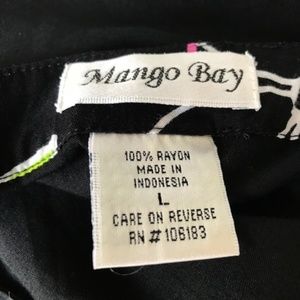 Mango Bay
100% RAYON
MADE IN
INDONESIA
L
CARE ON REVERSE
RN # 106183